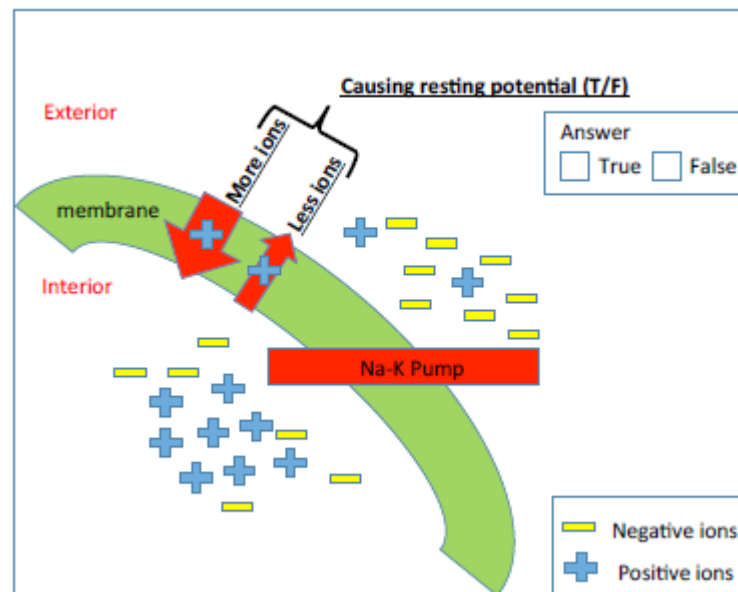 Causing resting potential (T/F)
Exterior
More ions
Less ions
Answer
True False
membrane
Interior
Na-K Pump
Negative ions
Positive ions